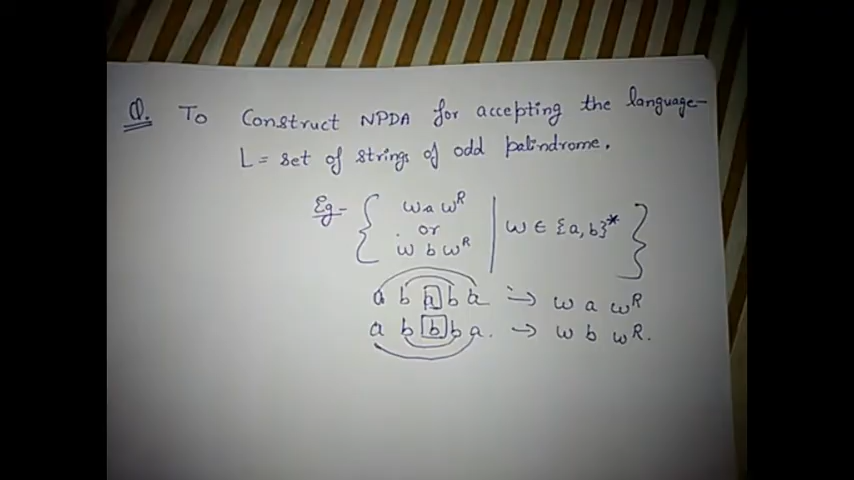 Q. To Construct NPDA for accepting the language-
L = set of strings of odd palindrome.
Eg- { w a w^R or w b w^R | w ∈ {a, b}* }
a b a b a → w a w^R
a b b b a. → w b w^R.